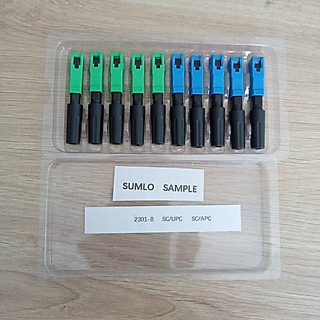 SUMLO SAMPLE
2301-B SC/UPC SC/APC